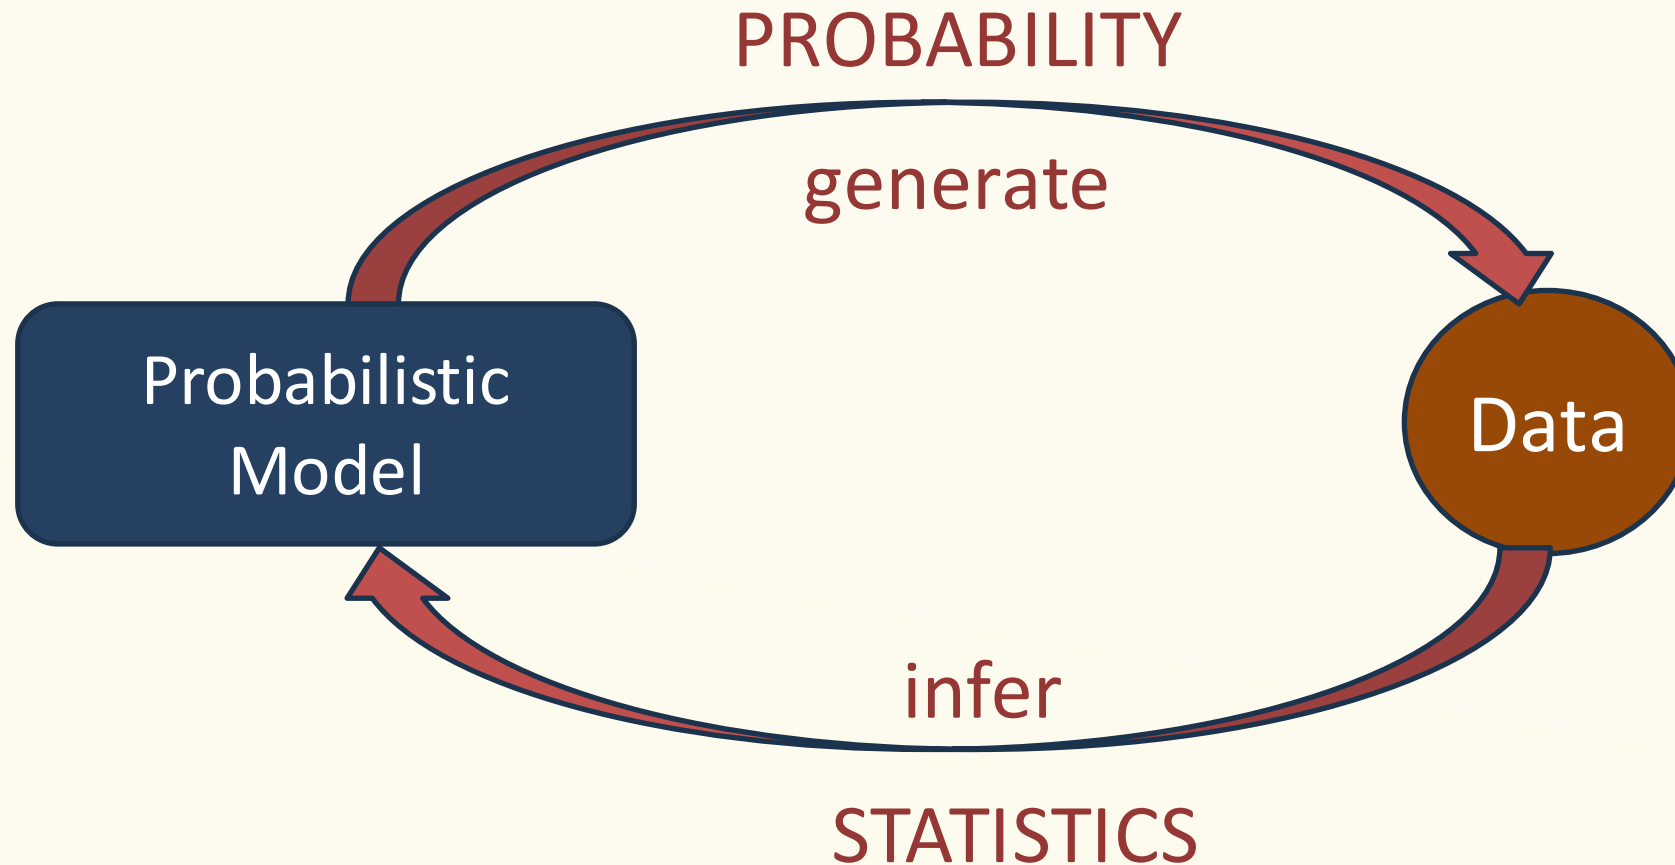 PROBABILITY
generate
Probabilistic
Model
Data
infer
STATISTICS